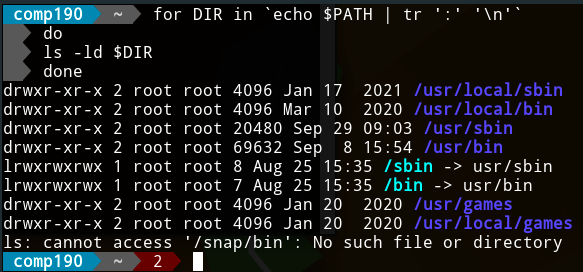 comp190 ~ for DIR in `echo $PATH | tr ':' '\n'`
do
ls -ld $DIR
done
drwxr-xr-x 2 root root 4096 Jan 17  2021 /usr/local/sbin
drwxr-xr-x 2 root root 4096 Mar 10  2020 /usr/local/bin
drwxr-xr-x 2 root root 20480 Sep 29 09:03 /usr/sbin
drwxr-xr-x 2 root root 69632 Sep  8 15:54 /usr/bin
lrwxrwxrwx 1 root root 8 Aug 25 15:35 /sbin -> usr/sbin
lrwxrwxrwx 1 root root 7 Aug 25 15:35 /bin -> usr/bin
drwxr-xr-x 2 root root 4096 Jan 20  2020 /usr/games
drwxr-xr-x 2 root root 4096 Jan 20  2020 /usr/local/games
ls: cannot access '/snap/bin': No such file or directory
comp190 ~ 2